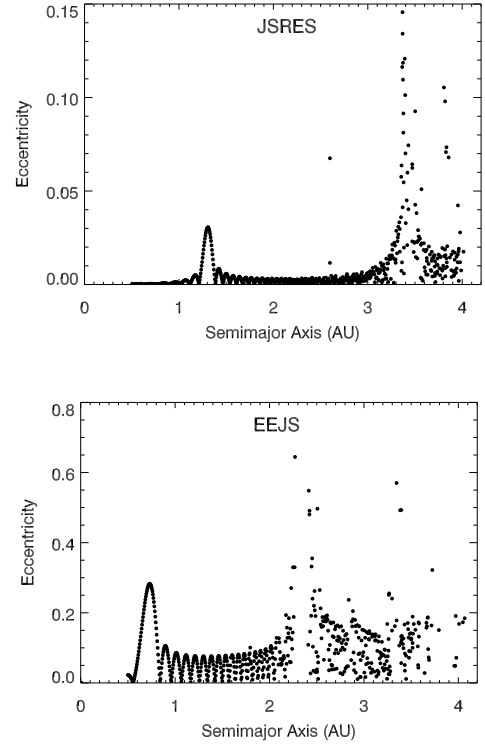 JSRES
0.15
0.10
0.05
0.00
Eccentricity
0 1 2 3 4
Semimajor Axis (AU)
EEJS
0.8
0.6
0.4
0.2
0.0
Eccentricity
0 1 2 3 4
Semimajor Axis (AU)